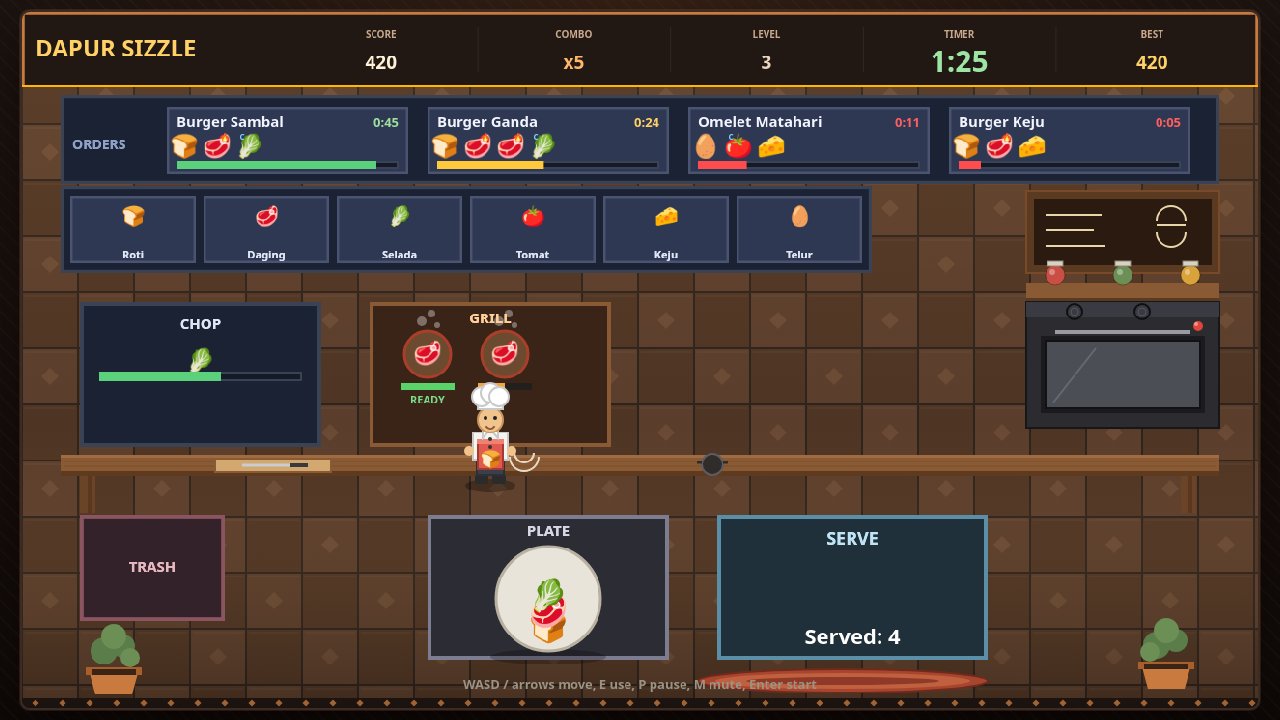 DAPUR SIZZLE
SCORE
420
COMBO
x5
LEVEL
3
TIMER
1:25
BEST
420
ORDERS
Burger Sambal 0:45
Burger Ganda 0:24
Omelet Matahari 0:11
Burger Keju 0:05
Roti
Daging
Selada
Tomat
Keju
Telur
CHOP
GRILL
READY
TRASH
PLATE
SERVE
Served: 4
WASD / arrows move, E use, P pause, M mute, Enter start